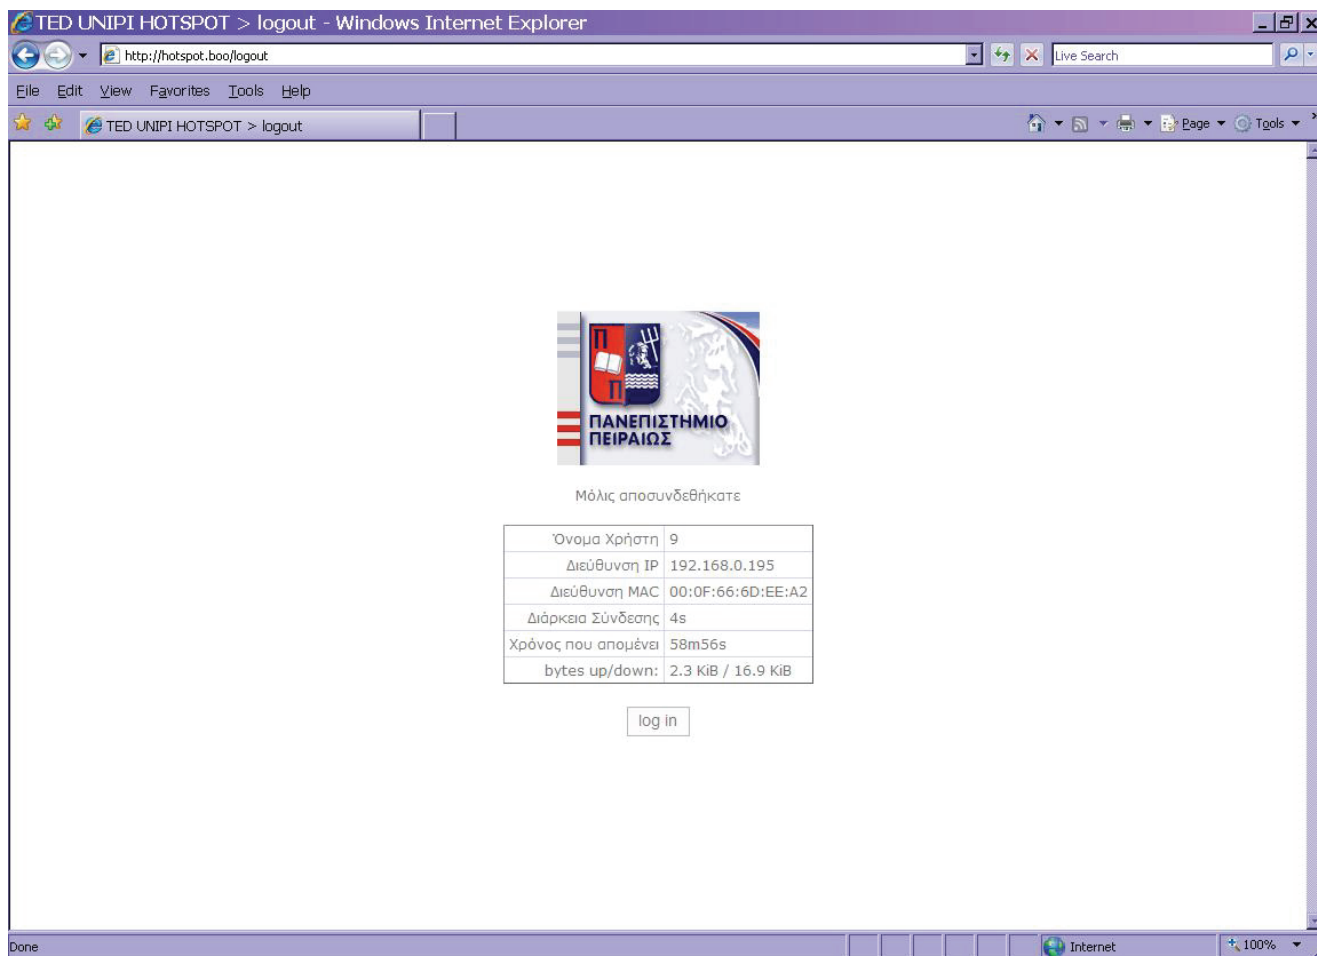 TED UNIPI HOTSPOT > logout - Windows Internet Explorer
http://hotspot.boo/logout
Live Search
File Edit View Favorites Tools Help
TED UNIPI HOTSPOT > logout
Page Tools
Π
Π
ΠΑΝΕΠΙΣΤΗΜΙΟ
ΠΕΙΡΑΙΩΣ
Μόλις αποσυνδεθήκατε
Όνομα Χρήστη 9
Διεύθυνση IP 192.168.0.195
Διεύθυνση MAC 00:0F:66:6D:EE:A2
Διάρκεια Σύνδεσης 4s
Χρόνος που απομένει 58m56s
bytes up/down: 2.3 KiB / 16.9 KiB
log in
Done
Internet
100%